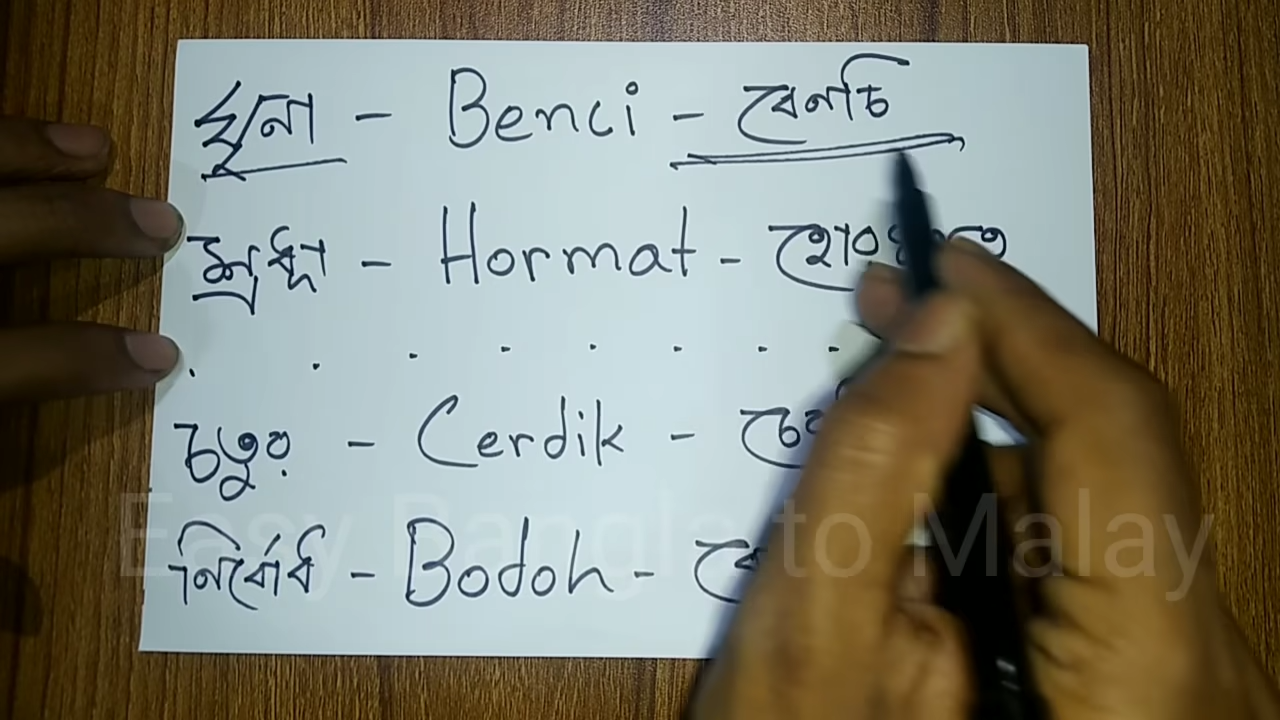 ঘৃনা - Benci - বেনচি
শ্রদ্ধা - Hormat -
চতুর - Cerdik -
নির্বোধ - Bodoh -
Easy Bangla to Malay